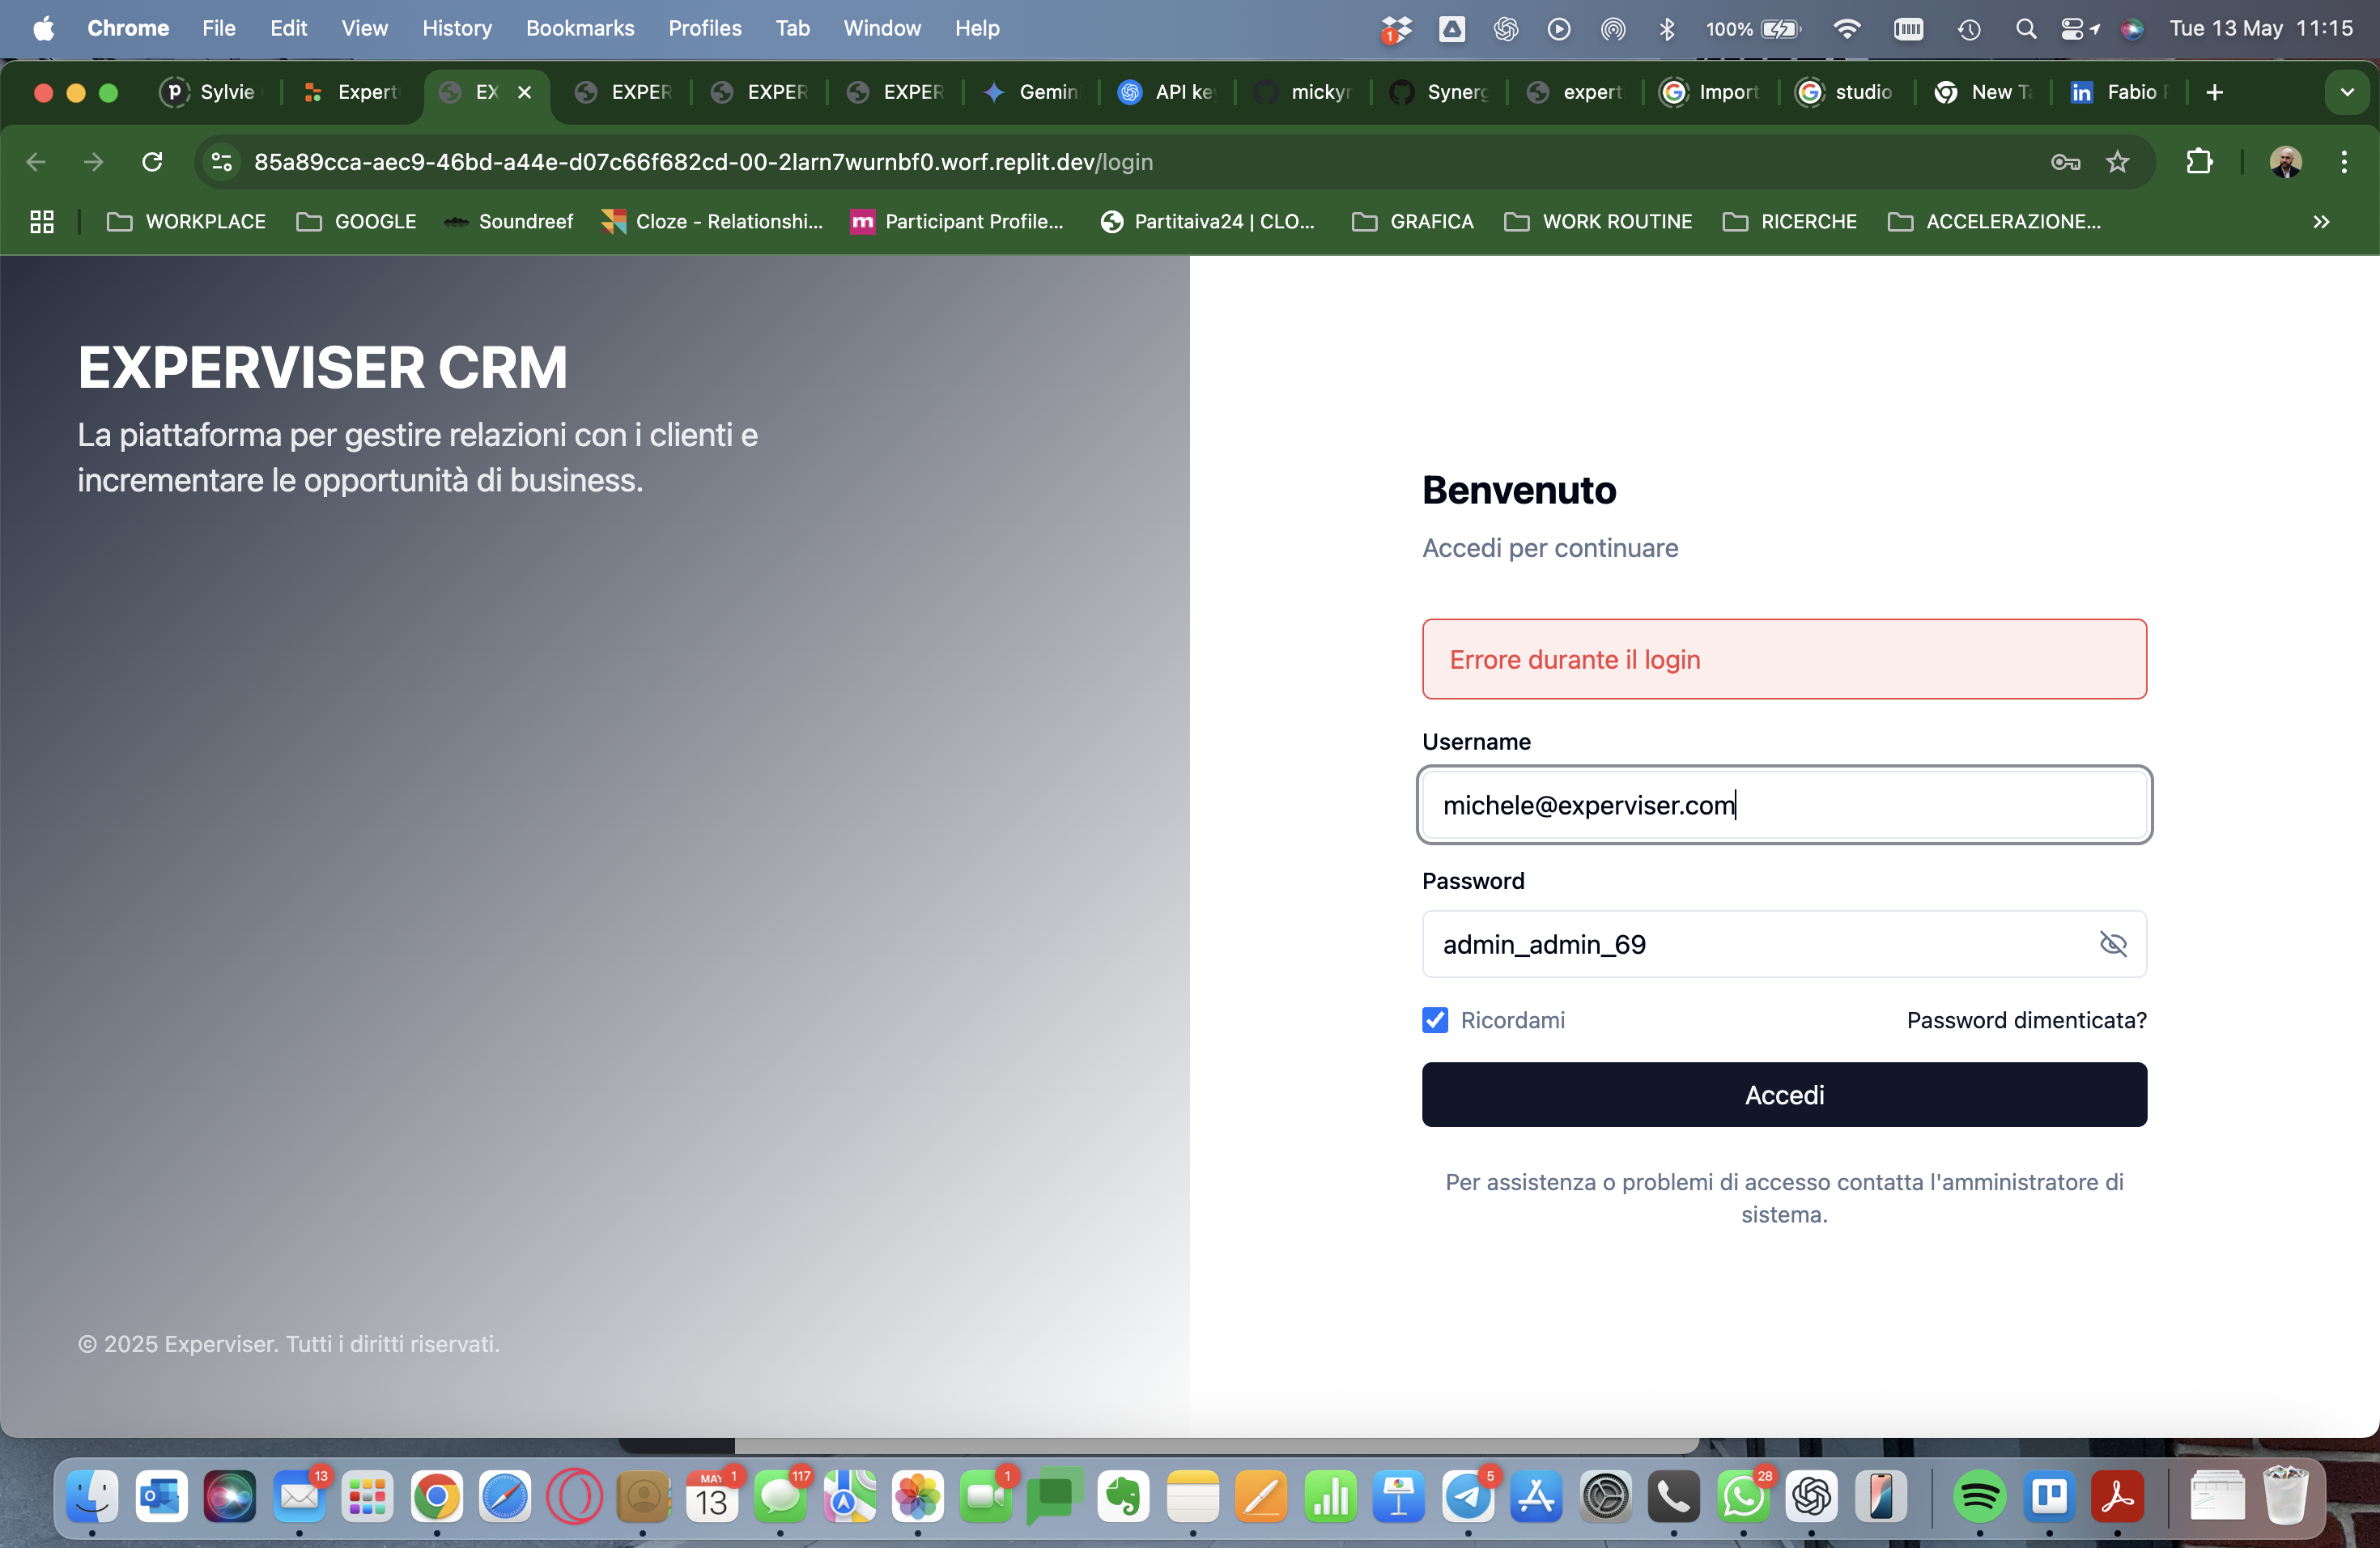 Chrome File Edit View History Bookmarks Profiles Tab Window Help 1 100% Tue 13 May 11:15
Sylvie Expert EX EXPER EXPER EXPER Gemin API ke mickyr Synerg expert Import studio New Ta in Fabio
85a89cca-aec9-46bd-a44e-d07c66f682cd-00-2larn7wurnbf0.worf.replit.dev/login
WORKPLACE GOOGLE Soundreef Cloze - Relationshi... m Participant Profile... Partitaiva24 | CLO... GRAFICA WORK ROUTINE RICERCHE ACCELERAZIONE...
EXPERVISER CRM
La piattaforma per gestire relazioni con i clienti e
incrementare le opportunità di business.
© 2025 Experviser. Tutti i diritti riservati.
Benvenuto
Accedi per continuare
Errore durante il login
Username
michele@experviser.com
Password
admin_admin_69
Ricordami Password dimenticata?
Accedi
Per assistenza o problemi di accesso contatta l'amministratore di
sistema.
13 MAY 13 1 117 1 5 28